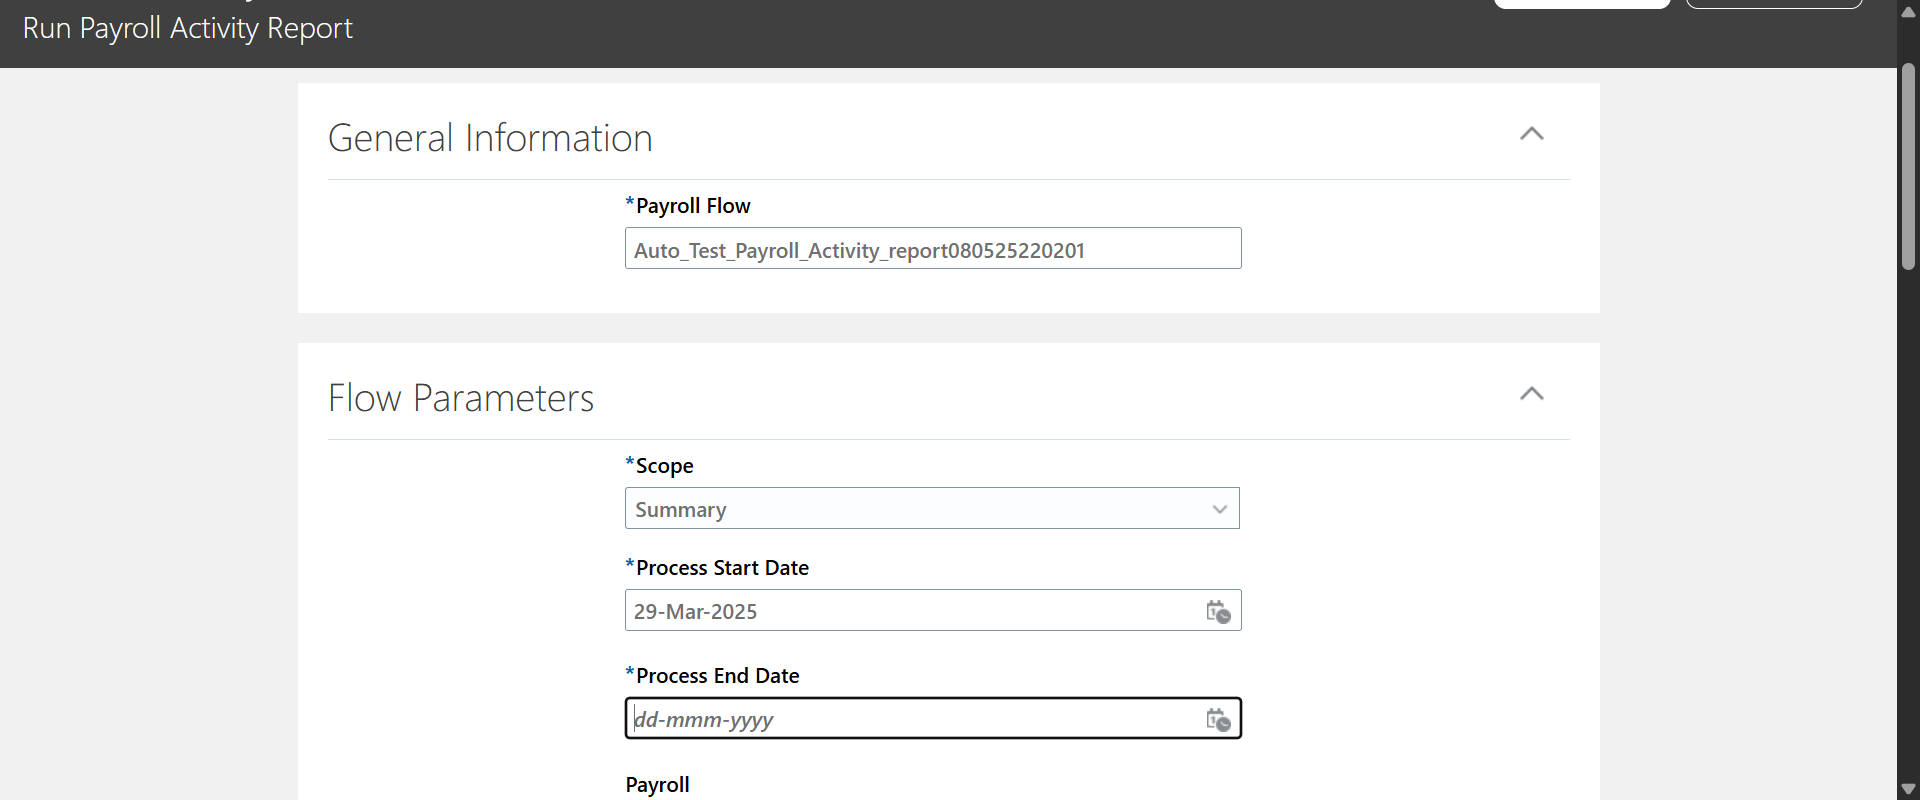 Run Payroll Activity Report
General Information
*Payroll Flow
Auto_Test_Payroll_Activity_report080525220201
Flow Parameters
*Scope
Summary
*Process Start Date
29-Mar-2025
*Process End Date
dd-mmm-yyyy
Payroll